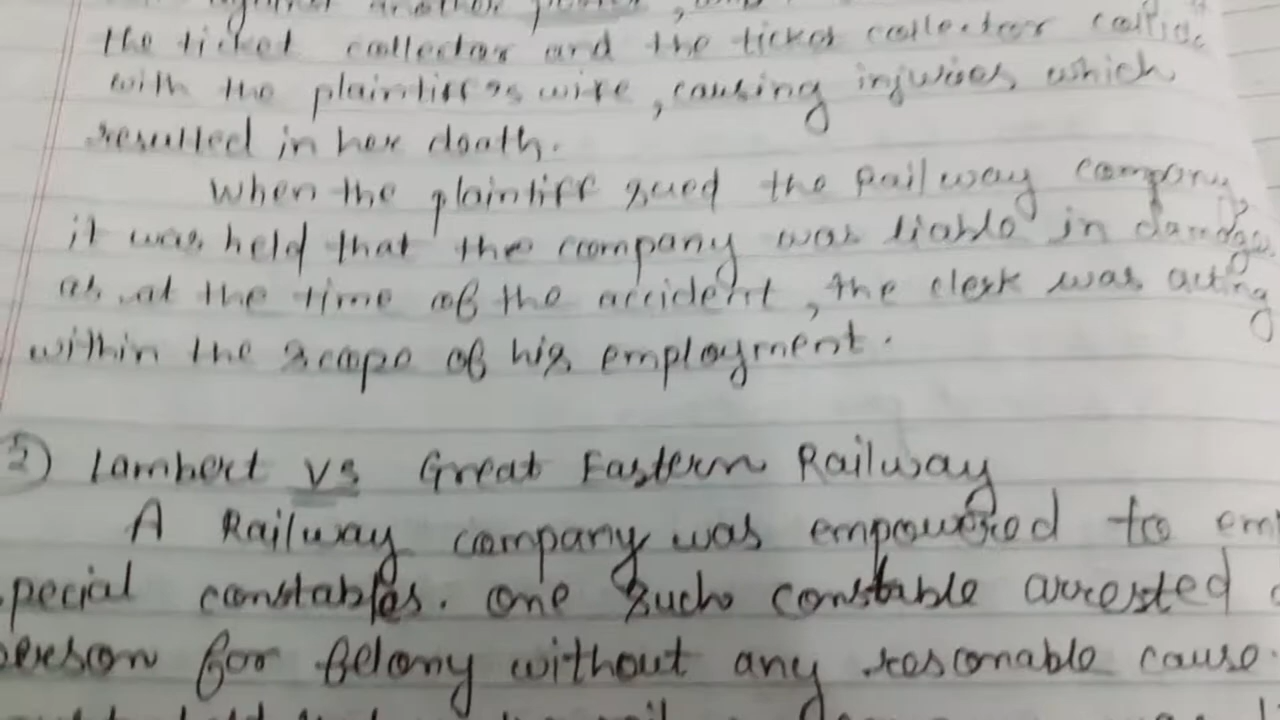 against another
the ticket collector and the ticket collector collide
with the plaintiff's wife, causing injuries which
resulted in her death.
When the plaintiff sued the Railway company,
it was held that the company was liable in damage
as at the time of the accident, the clerk was acting
within the scope of his employment.
2) Lambert vs Great Eastern Railway
A Railway company was empowered to em
special constables. One such constable arrested a
person for felony without any reasonable cause.